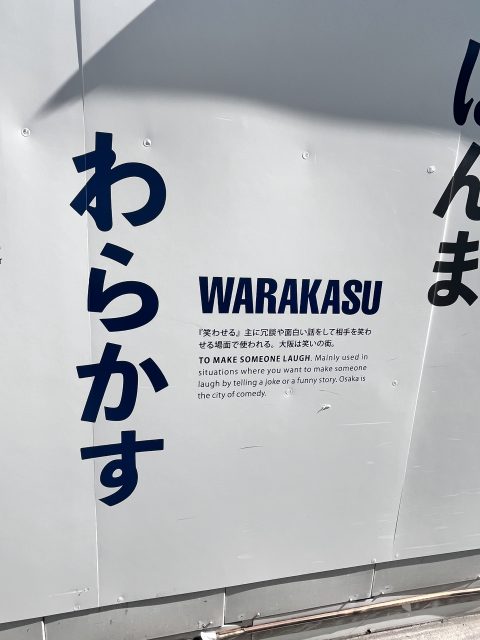 わらかす
WARAKASU
『笑わせる』主に冗談や面白い話をして相手を笑わ
せる場面で使われる。大阪は笑いの街。
TO MAKE SOMEONE LAUGH. Mainly used in
situations where you want to make someone
laugh by telling a joke or a funny story. Osaka is
the city of comedy.
ほんま